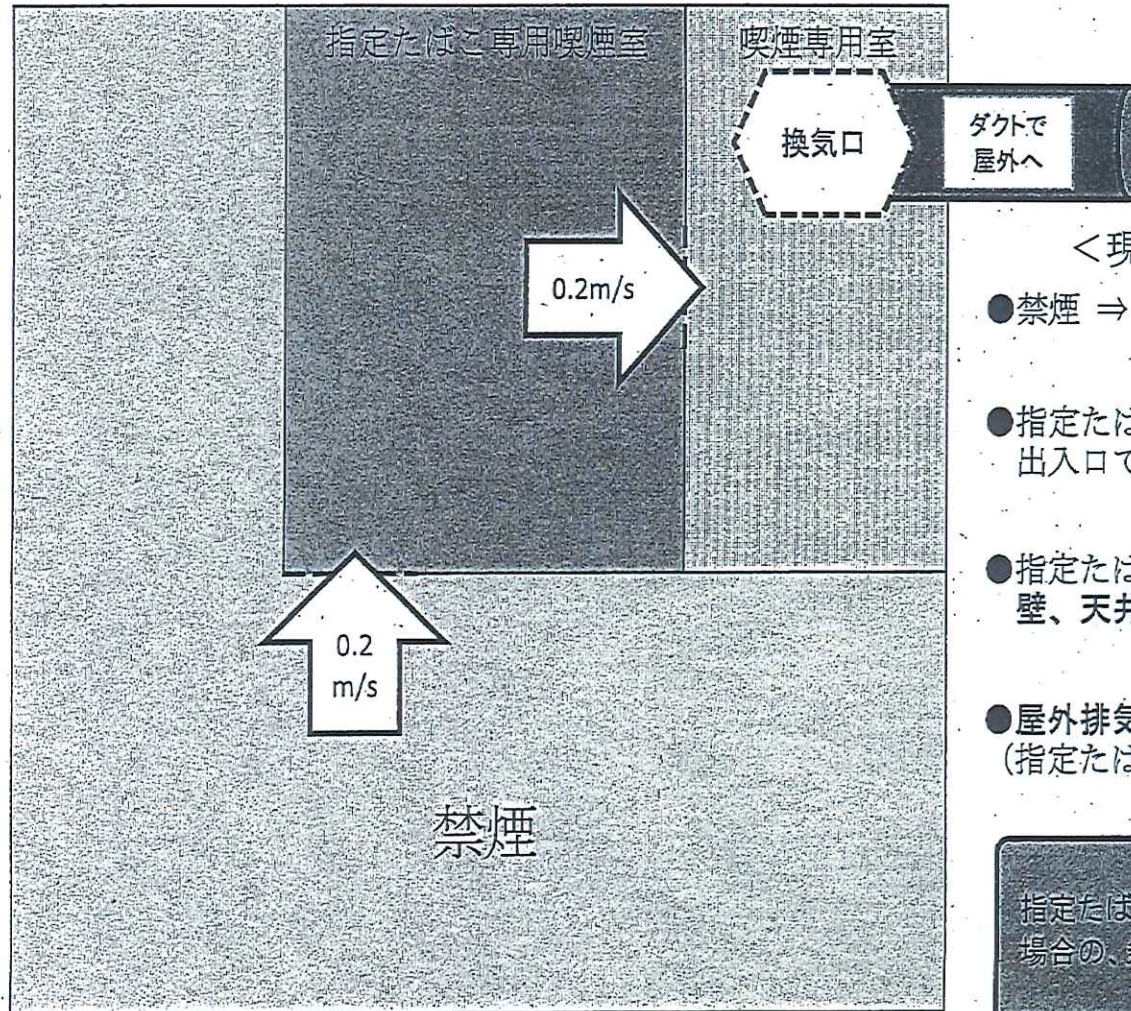 指定たばこ専用喫煙室
喫煙専用室
換気口
ダクトで
屋外へ
0.2m/s
<現
●禁煙 ⇒
●指定たば
出入口で
●指定たば
壁、天井
0.2
m/s
●屋外排気
(指定たば
禁煙
指定たば
場合の、